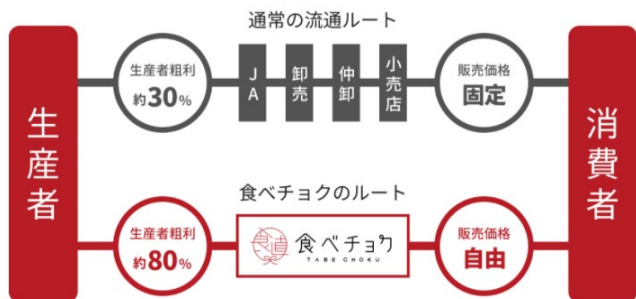 通常の流通ルート
生産者
生産者粗利
約30%
JA
卸売
仲卸
小売店
販売価格
固定
消費者
食べチョクのルート
生産者粗利
約80%
食直
食べチョク
TABE CHOKU
販売価格
自由